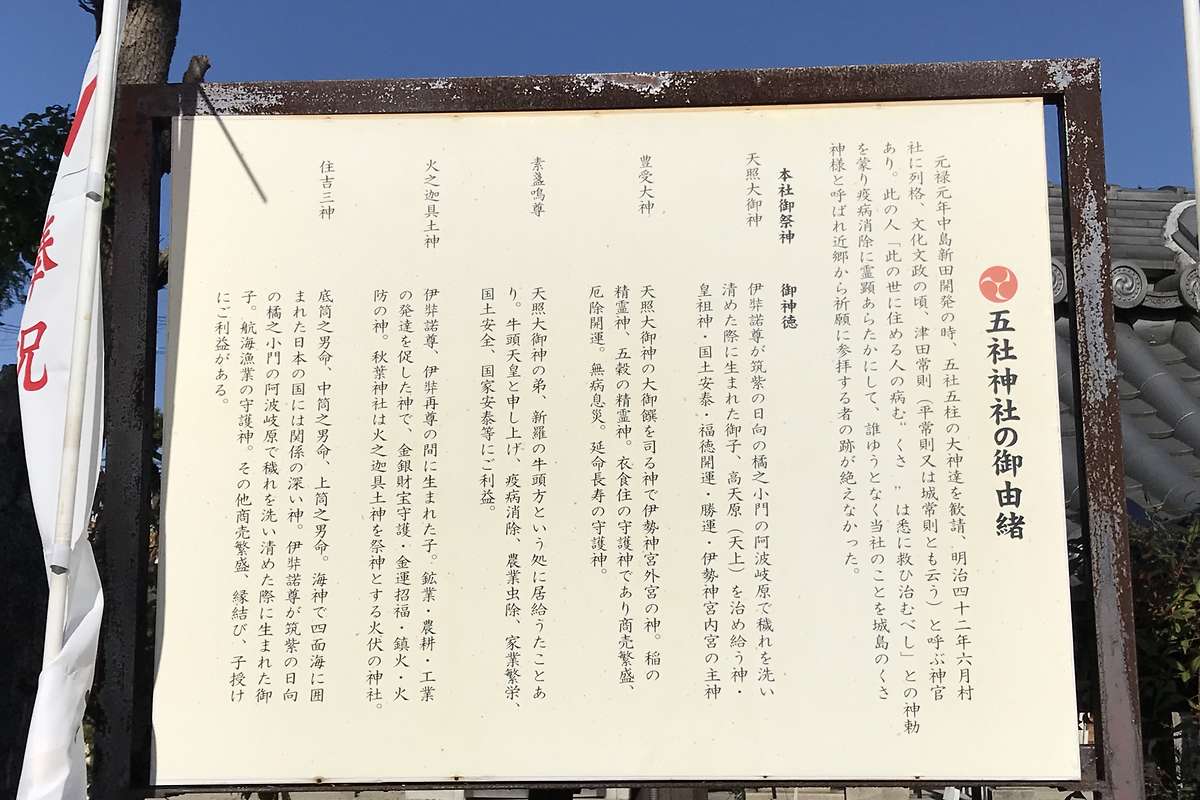 五社神社の御由緒
元禄元年中島新田開発の時、五社五柱の大神達を歓請、明治四十二年六月村
社に列格、文化文政の頃、津田常則（平常則又は城常則とも云う）と呼ぶ神官
あり。此の人「此の世に住める人の病む〝くさ〟は悉に救ひ治むべし」との神勅
を蒙り疫病消除に霊顕あらたかにして、誰ゆうとなく当社のことを城島のくさ
神様と呼ばれ近郷から祈願に参拝する者の跡が絶えなかった。
本社御祭神　御神徳
天照大御神　伊弉諾尊が筑紫の日向の橘之小門の阿波岐原で穢れを洗い
清めた際に生まれた御子、高天原（天上）を治め給う神・
皇祖神・国土安泰・福徳開運・勝運・伊勢神宮内宮の主神
豊受大神　天照大御神の大御饌を司る神で伊勢神宮外宮の神。稲の
精霊神、五穀の精霊神。衣食住の守護神であり商売繁盛、
厄除開運。無病息災。延命長寿の守護神。
素盞鳴尊　天照大御神の弟、新羅の牛頭方という処に居給うたことあ
り。牛頭天皇と申し上げ、疫病消除、農業虫除、家業繁栄、
国土安全、国家安泰等にご利益。
火之迦具土神　伊弉諾尊、伊弉再尊の間に生まれた子。鉱業・農耕・工業
の発達を促した神で、金銀財宝守護・金運招福・鎮火・火
防の神。秋葉神社は火之迦具土神を祭神とする火伏の神社。
住吉三神　底筒之男命、中筒之男命、上筒之男命。海神で四面海に囲
まれた日本の国には関係の深い神。伊弉諾尊が筑紫の日向
の橘之小門の阿波岐原で穢れを洗い清めた際に生まれた御
子。航海漁業の守護神。その他商売繁盛、縁結び、子授け
にご利益がある。
奉祝